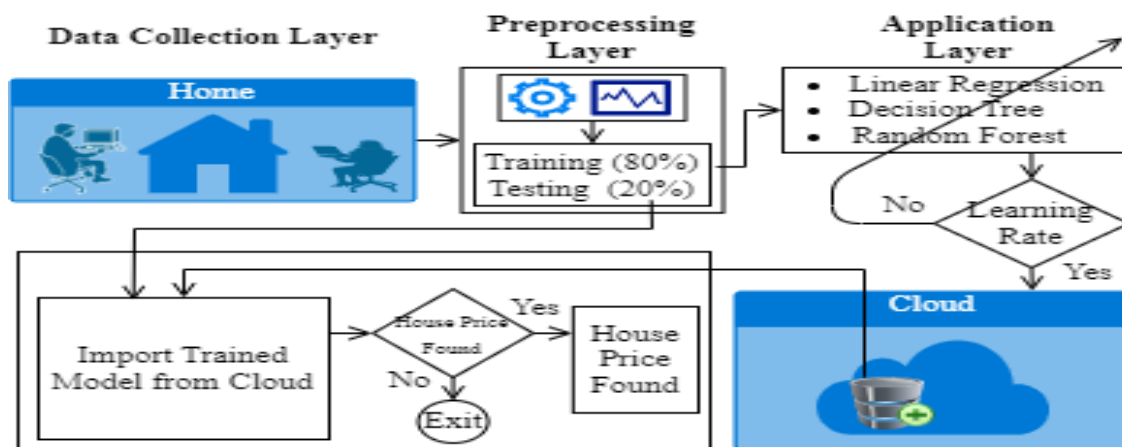 Data Collection Layer
Preprocessing
Layer
Application
Layer
Home
Training (80%)
Testing (20%)
• Linear Regression
• Decision Tree
• Random Forest
No
Learning
Rate
Yes
Cloud
Import Trained
Model from Cloud
House Price
Found
Yes
No
Exit
House
Price
Found